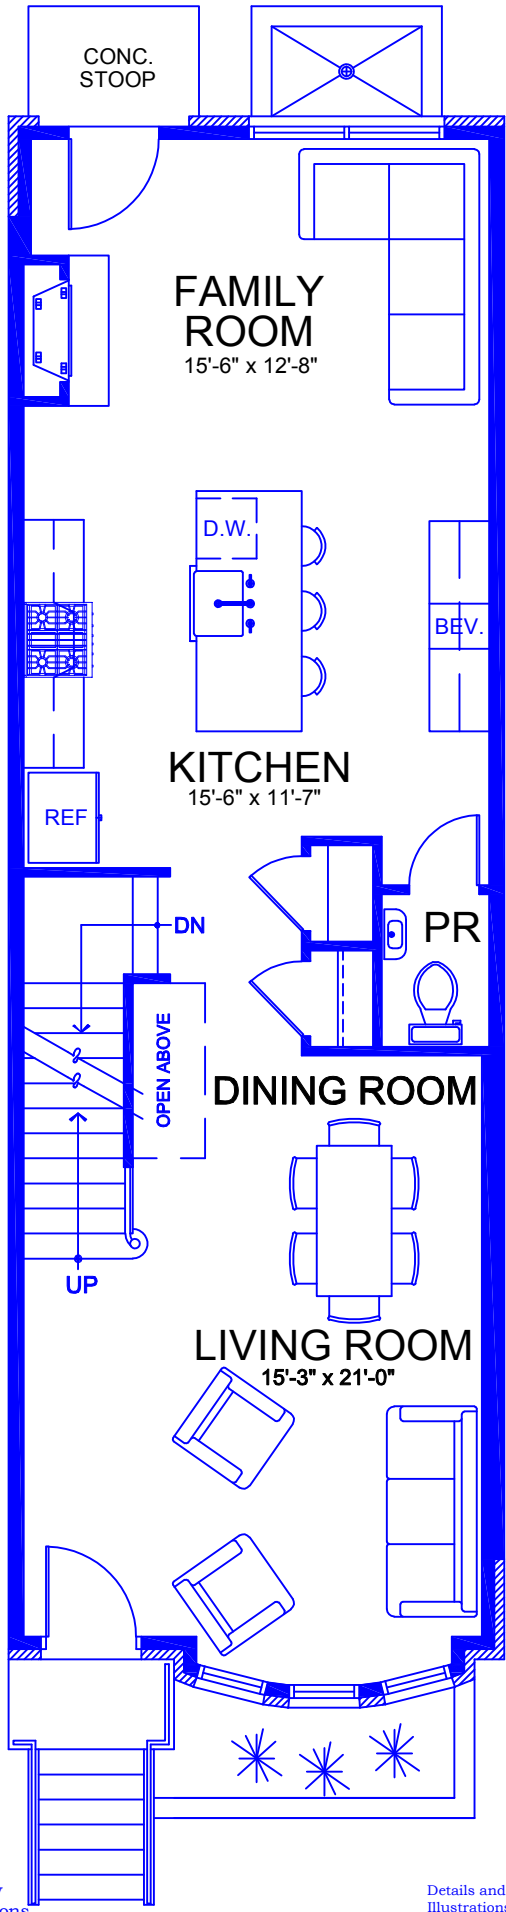 CONC.
STOOP
FAMILY
ROOM
15'-6" x 12'-8"
D.W.
BEV.
KITCHEN
15'-6" x 11'-7"
REF
DN
PR
OPEN ABOVE
DINING ROOM
UP
LIVING ROOM
15'-3" x 21'-0"
Details and
Illustrations